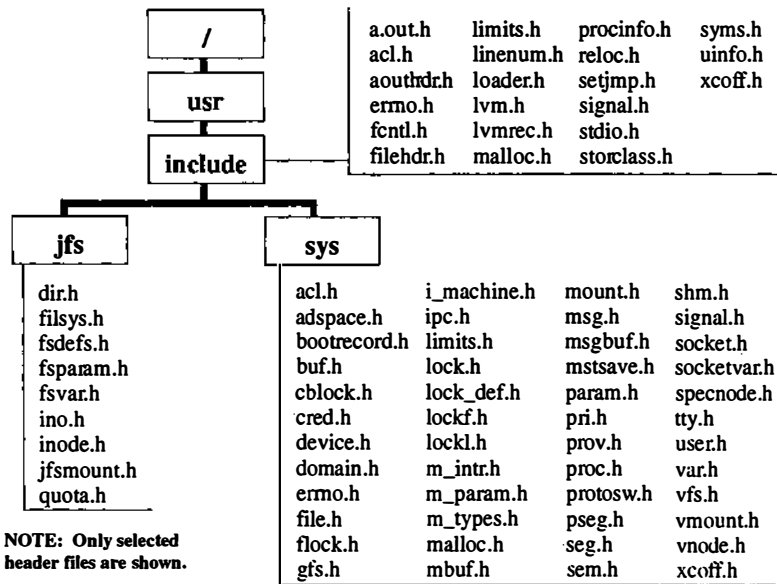 /
usr
include
a.out.h limits.h procinfo.h syms.h
acl.h linenum.h reloc.h uinfo.h
aouthdr.h loader.h setjmp.h xcoff.h
errno.h lvm.h signal.h
fcntl.h lvmrec.h stdio.h
filehdr.h malloc.h storclass.h
jfs
dir.h
filsys.h
fsdefs.h
fsparam.h
fsvar.h
ino.h
inode.h
jfsmount.h
quota.h
NOTE: Only selected
header files are shown.
sys
acl.h i_machine.h mount.h shm.h
adspace.h ipc.h msg.h signal.h
bootrecord.h limits.h msgbuf.h socket.h
buf.h lock.h mstsave.h socketvar.h
cblock.h lock_def.h param.h specnode.h
cred.h lockf.h pri.h tty.h
device.h lockl.h prov.h user.h
domain.h m_intr.h proc.h var.h
errno.h m_param.h protosw.h vfs.h
file.h m_types.h pseg.h vmount.h
flock.h malloc.h seg.h vnode.h
gfs.h mbuf.h sem.h xcoff.h